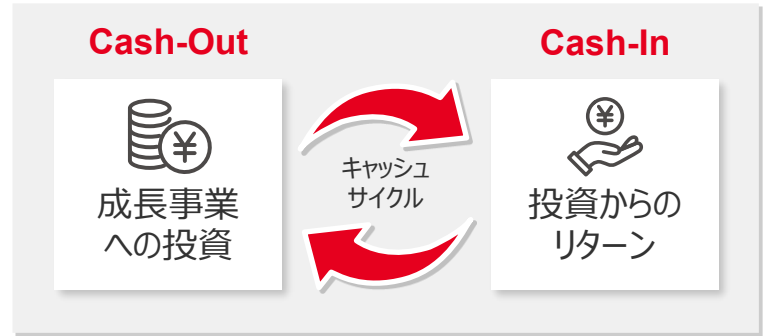 Cash-Out
Cash-In
¥
成長事業
への投資
キャッシュ
サイクル
¥
投資からの
リターン